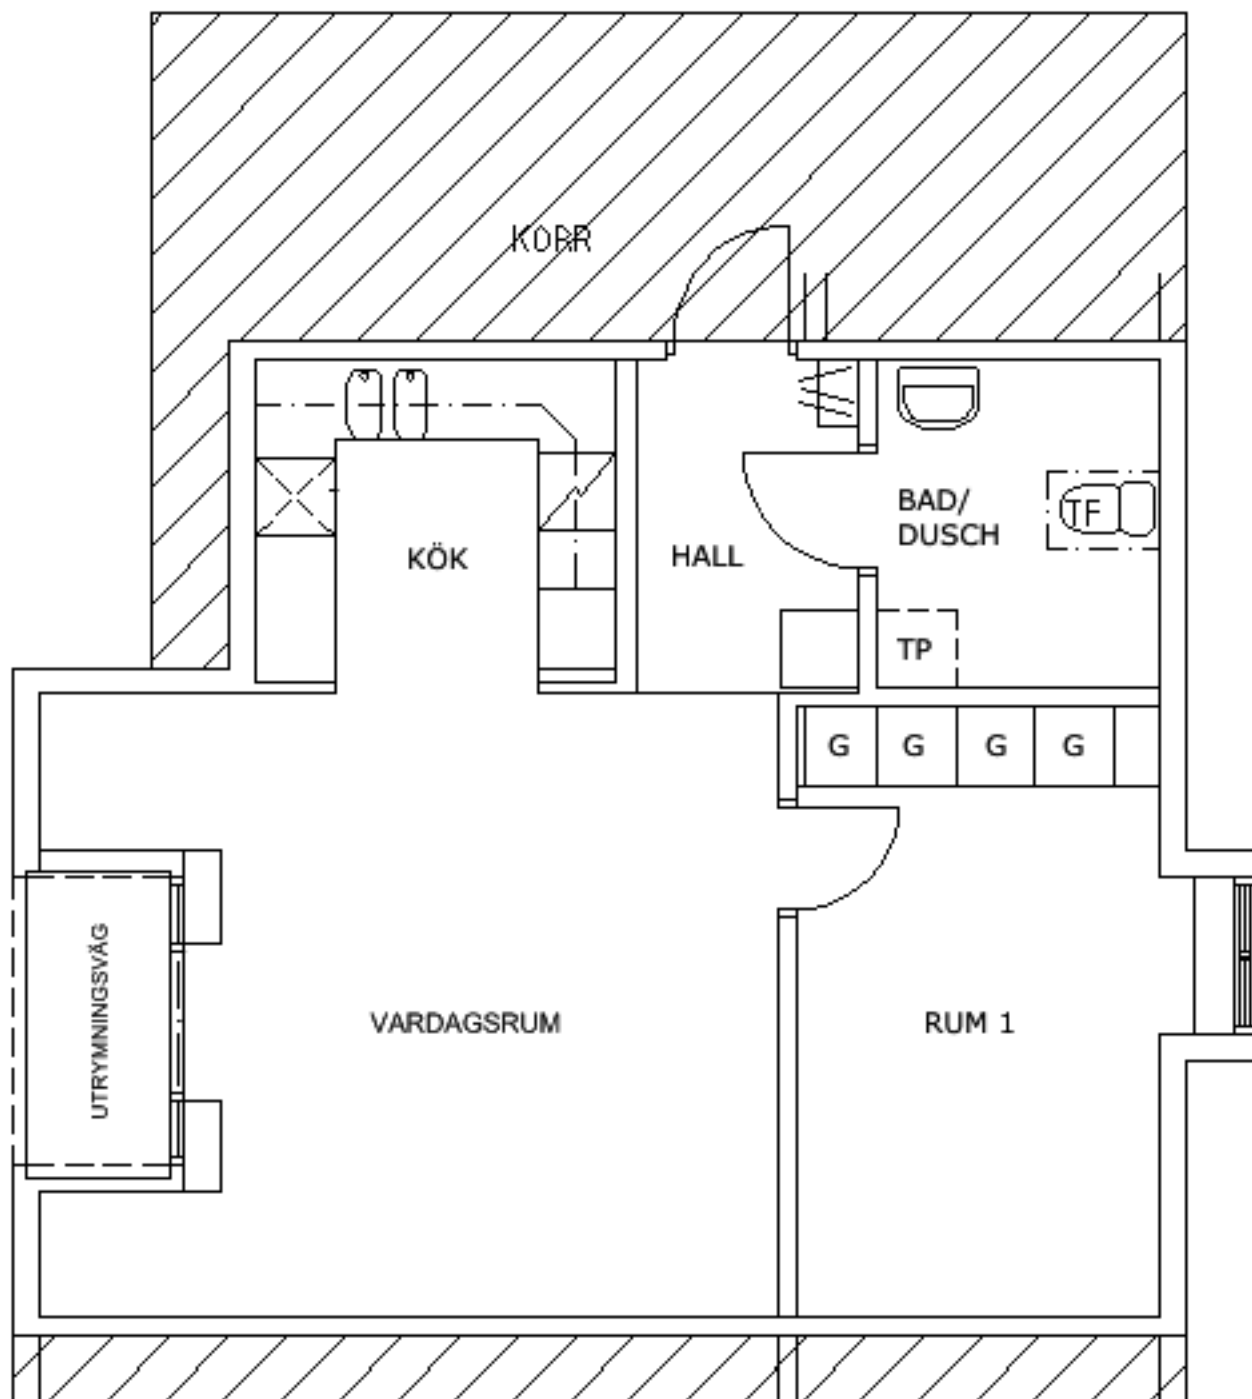 KORR
BAD/
DUSCH
TF
KÖK
HALL
TP
G G G G
UTRYMNINGSVÄG
VARDAGSRUM
RUM 1